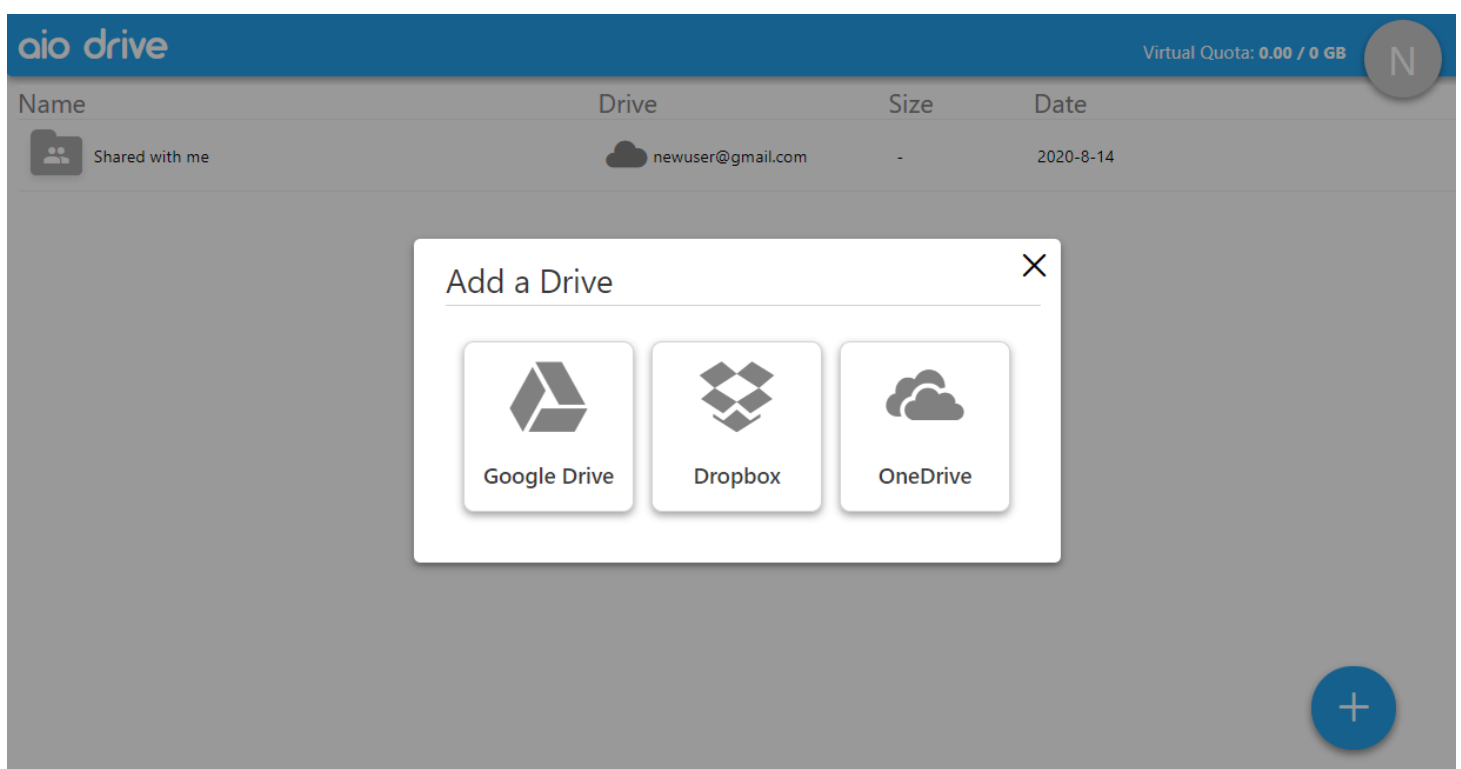 aio drive
Virtual Quota: 0.00 / 0 GB
N
Name Drive Size Date
Shared with me newuser@gmail.com - 2020-8-14
Add a Drive
Google Drive Dropbox OneDrive